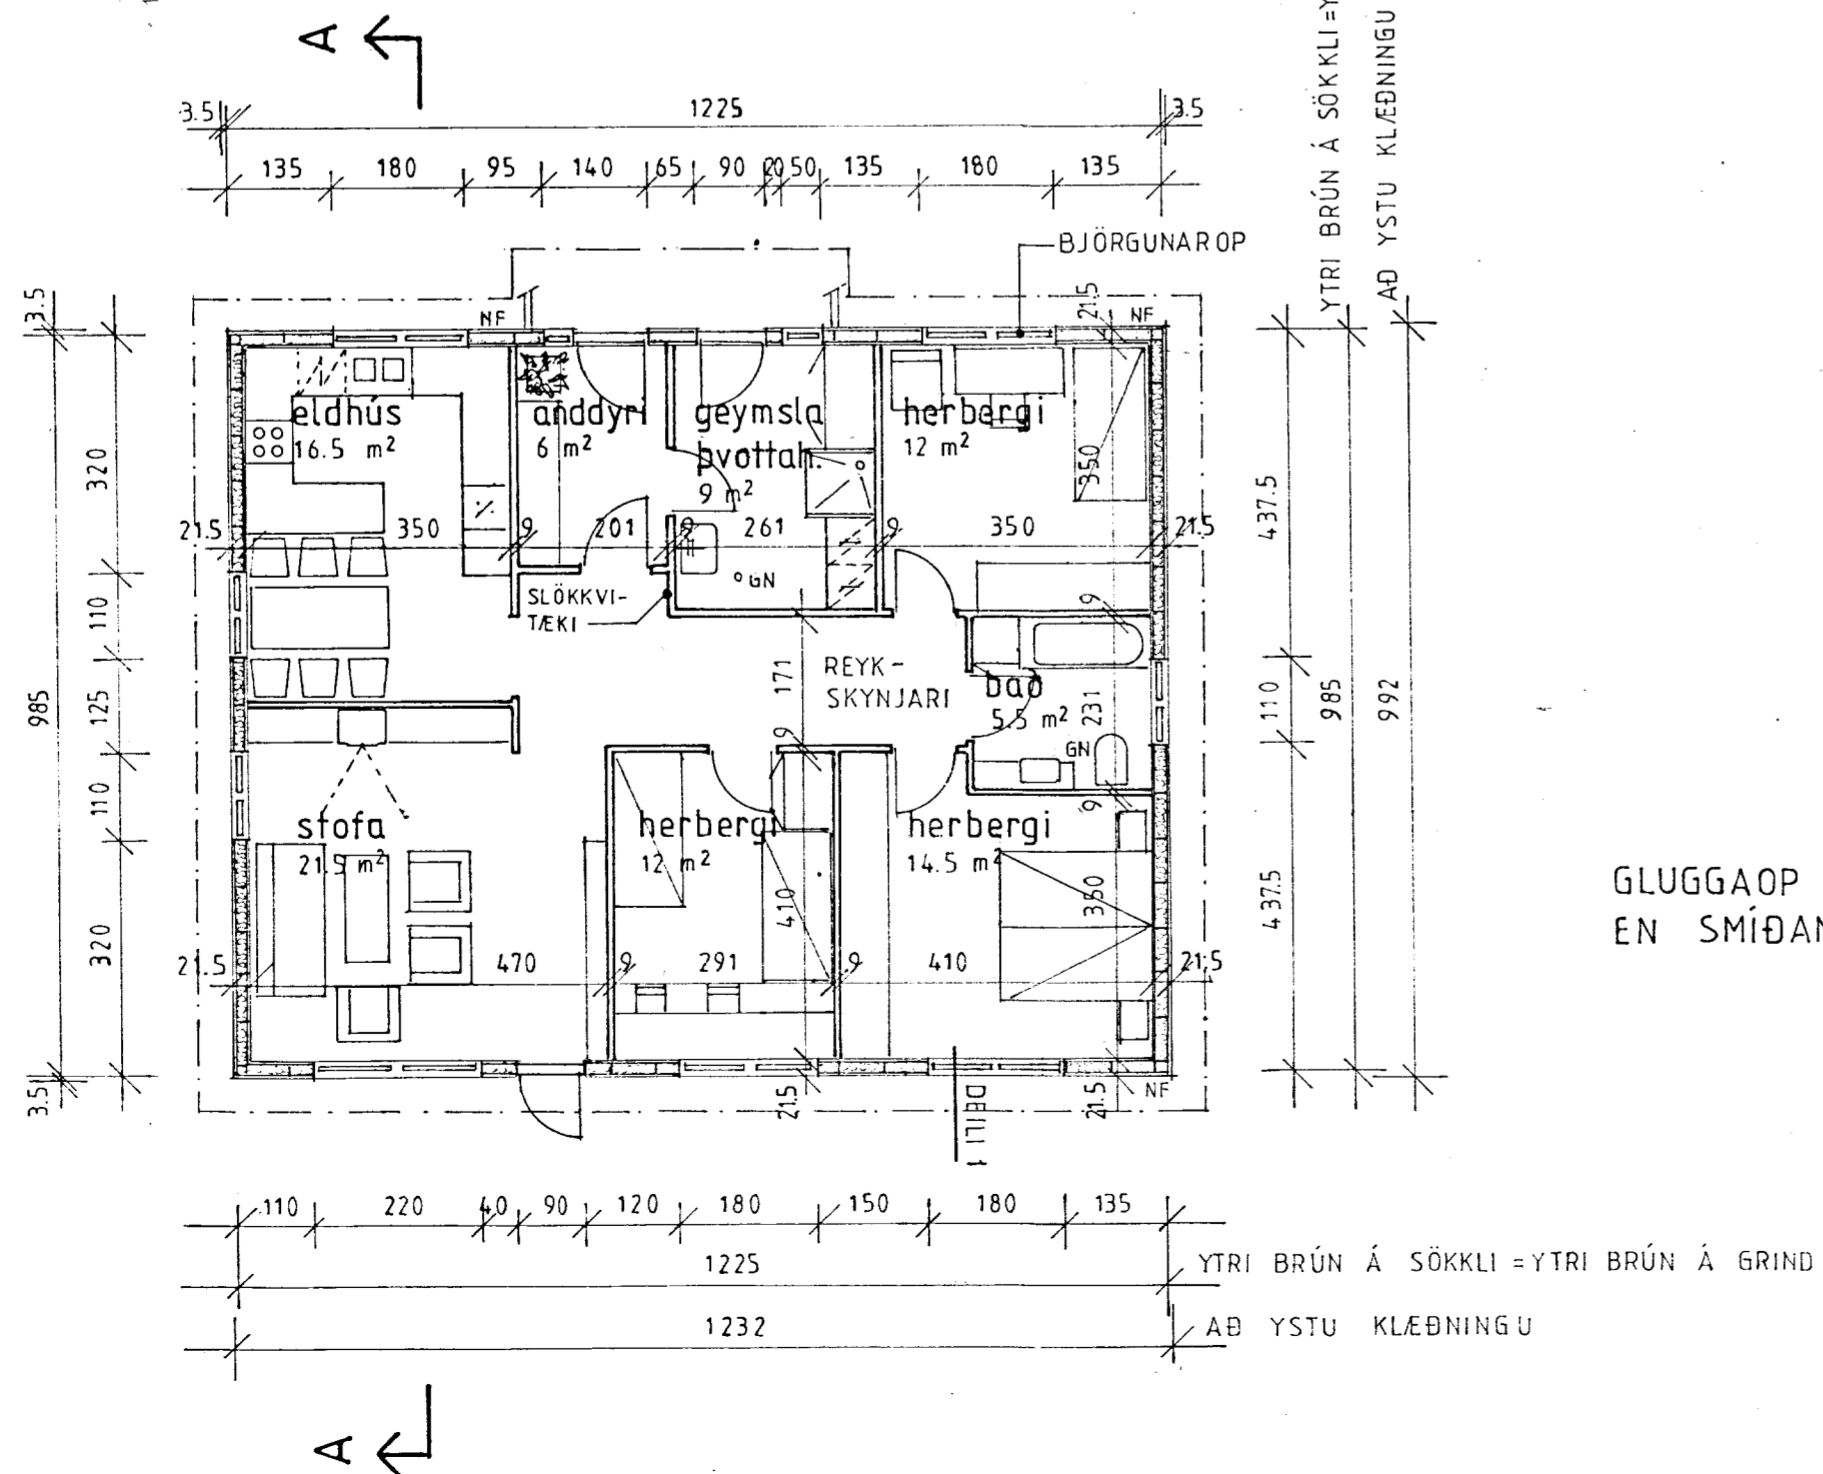 A
3.5 1225 3.5
135 180 95 140 65 90 20 50 135 180 135
BJÖRGUNAROP
YTRI BRÚN Á SÖKKLI =Y
AÐ YSTU KLÆÐNINGU
3.5
985
3.5
320
110
125
110
320
NF
21.5
NF
eldhús
16.5 m²
anddyri
6 m²
geymsla
þvottah.
9 m²
herbergi
12 m²
350
21.5 350 9 201 9 261 9 350 21.5
GN
SLÖKKVI-
TÆKI
9
171
REYK-
SKYNJARI
bað
5.5 m²
231
GN
9
9
stofa
21.5 m²
herbergi
12 m²
410
herbergi
14.5 m²
350
21.5 470 9 291 9 410 21.5
21.5
21.5
NF
DEILI 1
437.5
110
437.5
985
992
GLUGGAOP
EN SMÍÐAN
110 220 40 90 120 180 150 180 135
1225
YTRI BRÚN Á SÖKKLI =YTRI BRÚN Á GRIND
1232
AÐ YSTU KLÆÐNINGU
A